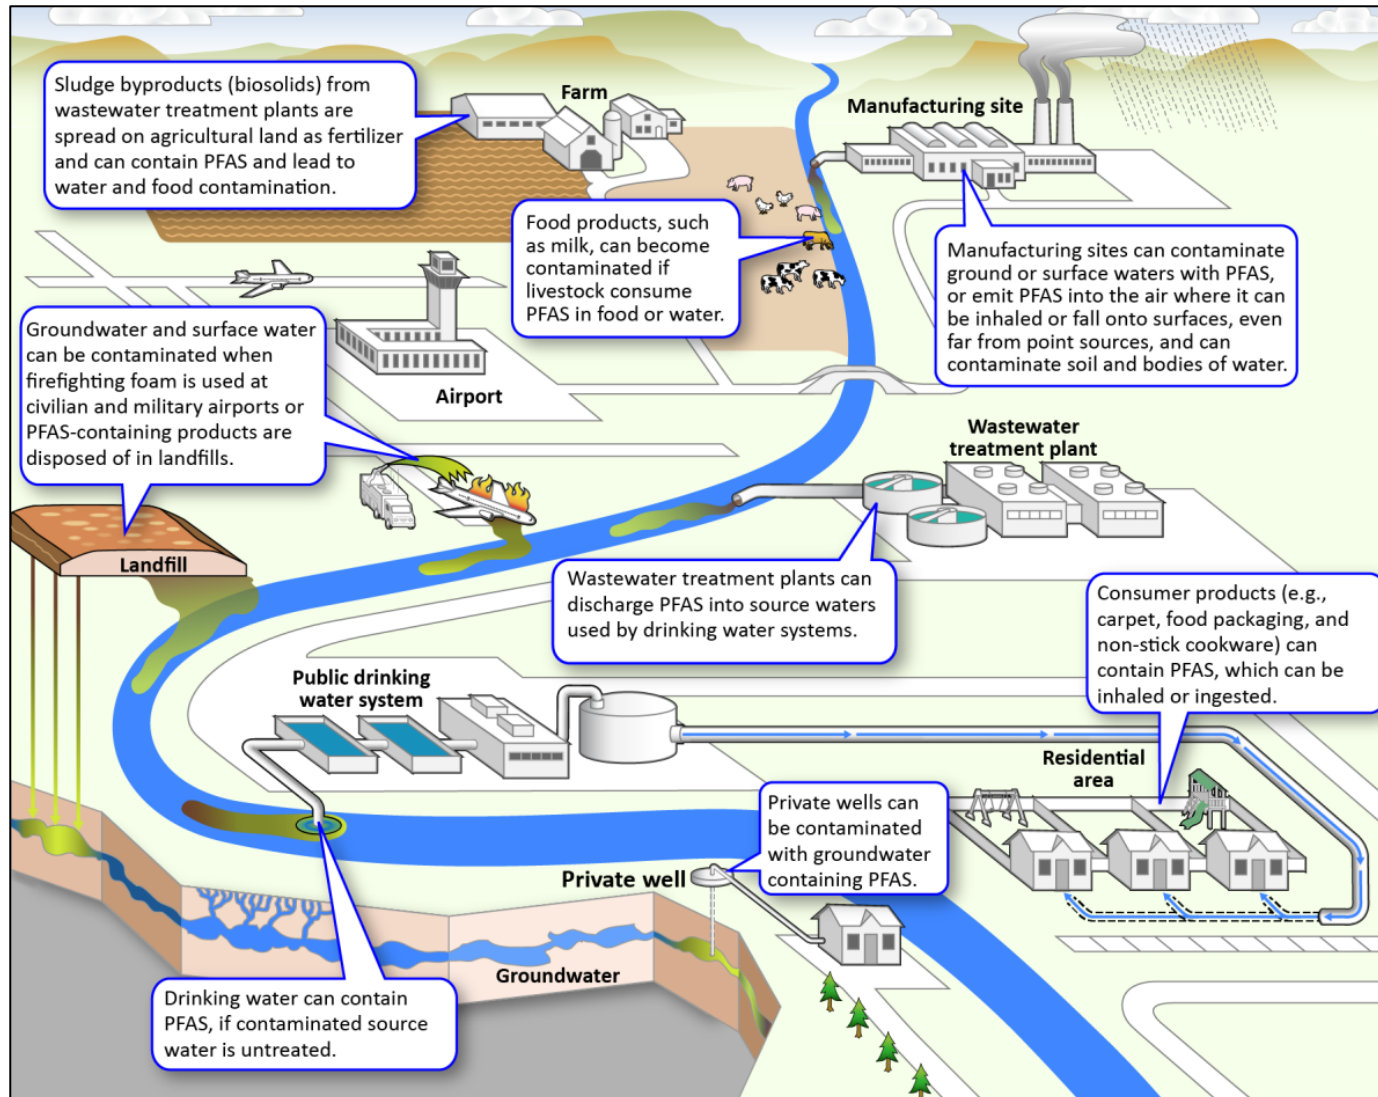 Sludge byproducts (biosolids) from
wastewater treatment plants are
spread on agricultural land as fertilizer
and can contain PFAS and lead to
water and food contamination.
Farm
Manufacturing site
Food products, such
as milk, can become
contaminated if
livestock consume
PFAS in food or water.
Manufacturing sites can contaminate
ground or surface waters with PFAS,
or emit PFAS into the air where it can
be inhaled or fall onto surfaces, even
far from point sources, and can
contaminate soil and bodies of water.
Groundwater and surface water
can be contaminated when
firefighting foam is used at
civilian and military airports or
PFAS-containing products are
disposed of in landfills.
Airport
Wastewater
treatment plant
Landfill
Wastewater treatment plants can
discharge PFAS into source waters
used by drinking water systems.
Consumer products (e.g.,
carpet, food packaging, and
non-stick cookware) can
contain PFAS, which can be
inhaled or ingested.
Public drinking
water system
Residential
area
Private wells can
be contaminated
with groundwater
containing PFAS.
Private well
Groundwater
Drinking water can contain
PFAS, if contaminated source
water is untreated.